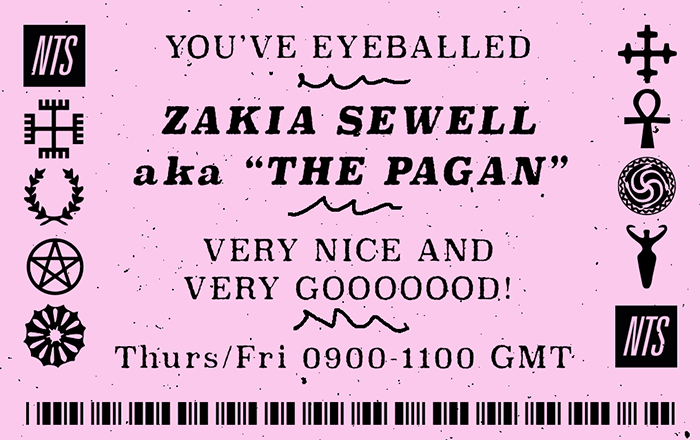 NTS
YOU'VE EYEBALLED
ZAKIA SEWELL
aka “THE PAGAN”
VERY NICE AND
VERY GOOOOOOD!
Thurs/Fri 0900-1100 GMT
NTS